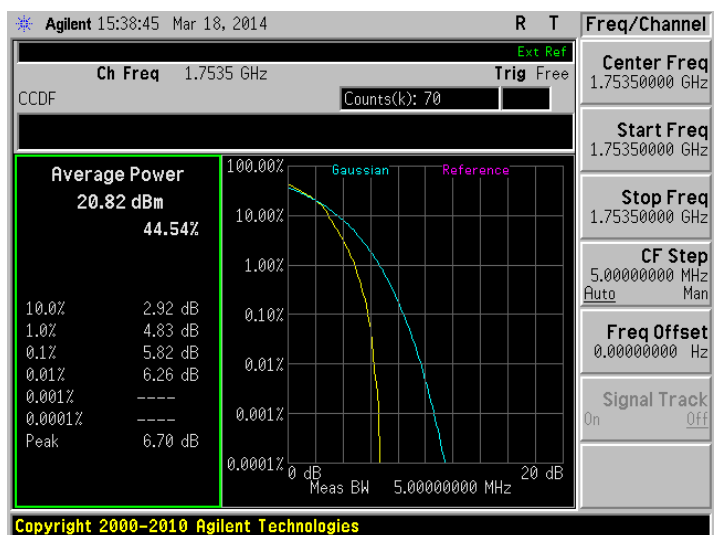 Agilent 15:38:45 Mar 18, 2014 R T
Ext Ref
Ch Freq 1.7535 GHz Trig Free
CCDF Counts(k): 70
Average Power
20.82 dBm
44.54%
10.0% 2.92 dB
1.0% 4.83 dB
0.1% 5.82 dB
0.01% 6.26 dB
0.001% ----
0.0001% ----
Peak 6.70 dB
Gaussian Reference
100.00%
10.00%
1.00%
0.10%
0.01%
0.001%
0.0001%
0 dB 20 dB
Meas BW 5.00000000 MHz
Freq/Channel
Center Freq
1.75350000 GHz
Start Freq
1.75350000 GHz
Stop Freq
1.75350000 GHz
CF Step
5.00000000 MHz
Auto Man
Freq Offset
0.00000000 Hz
Signal Track
On Off
Copyright 2000-2010 Agilent Technologies